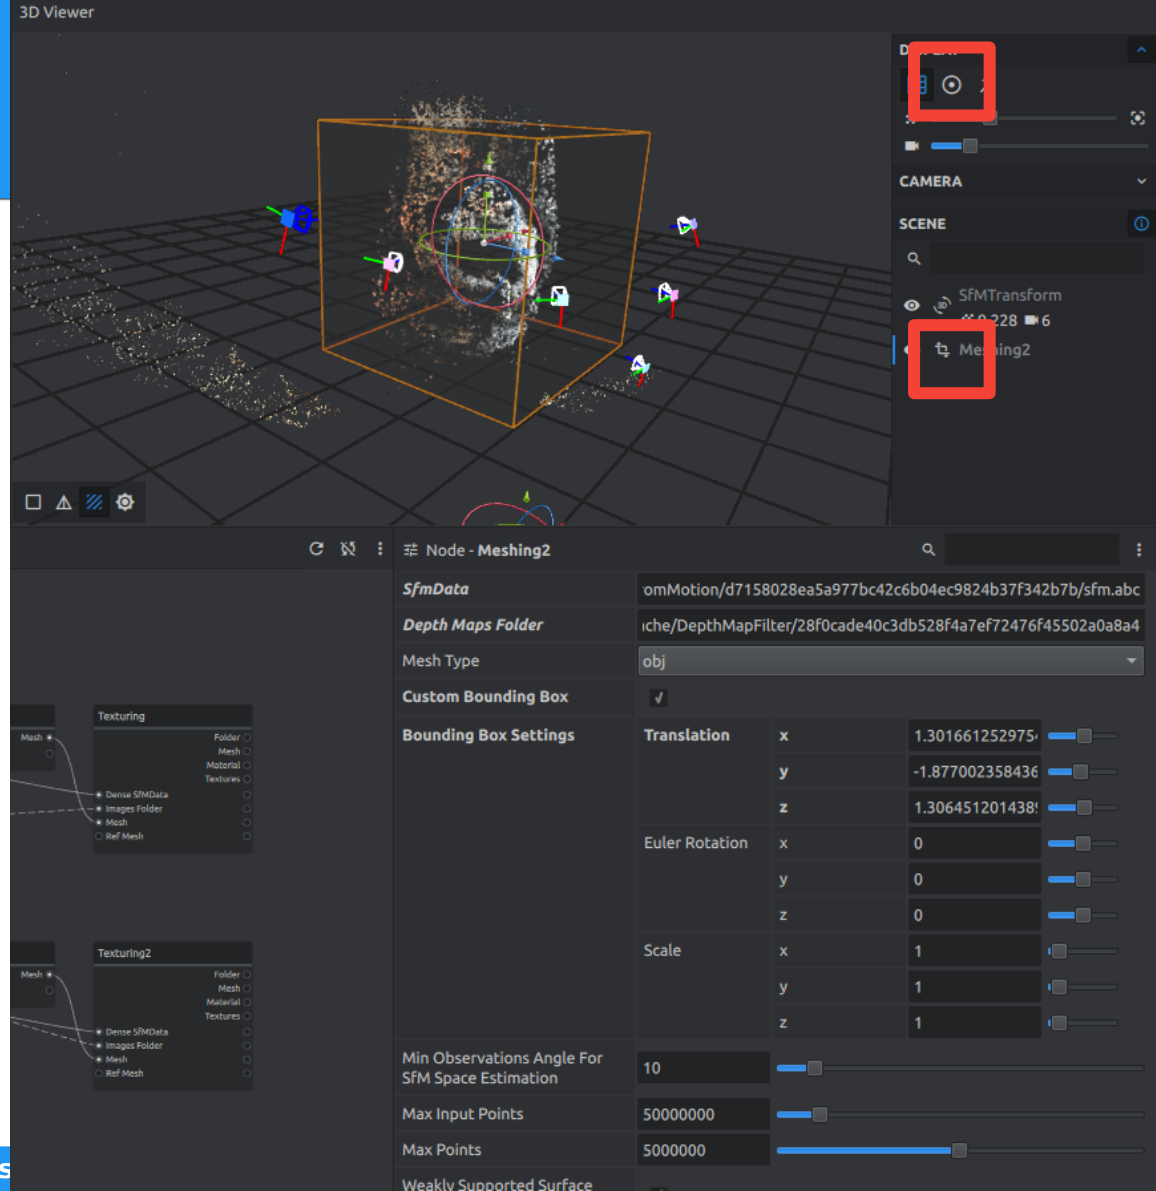 3D Viewer
CAMERA
SCENE
SfMTransform
6
Meshing2
Node - Meshing2
SfmData
omMotion/d7158028ea5a977bc42c6b04ec9824b37f342b7b/sfm.abc
Depth Maps Folder
che/DepthMapFilter/28f0cade40c3db528f4a7ef72476f45502a0a8a4
Mesh Type
obj
Custom Bounding Box
Bounding Box Settings
Translation
x
1.301661252975
y
-1.877002358436
z
1.306451201438
Euler Rotation
x
0
y
0
z
0
Scale
x
1
y
1
z
1
Min Observations Angle For
SfM Space Estimation
10
Max Input Points
50000000
Max Points
5000000
Weakly Supported Surface
Mesh
Texturing
Folder
Mesh
Material
Textures
Dense SfMData
Images Folder
Mesh
Ref Mesh
Mesh
Texturing2
Folder
Mesh
Material
Textures
Dense SfMData
Images Folder
Mesh
Ref Mesh
s